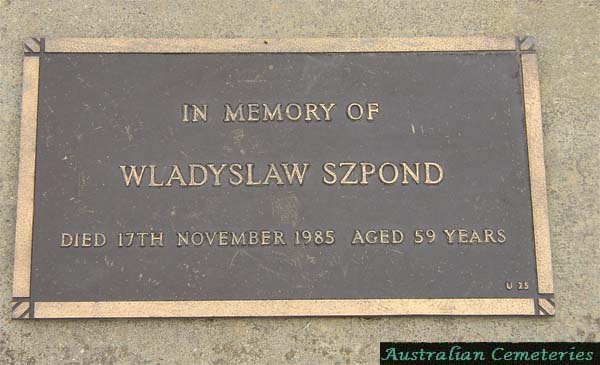 IN MEMORY OF
WLADYSLAW SZPOND
DIED 17TH NOVEMBER 1985 AGED 59 YEARS
U 25
Australian Cemeteries